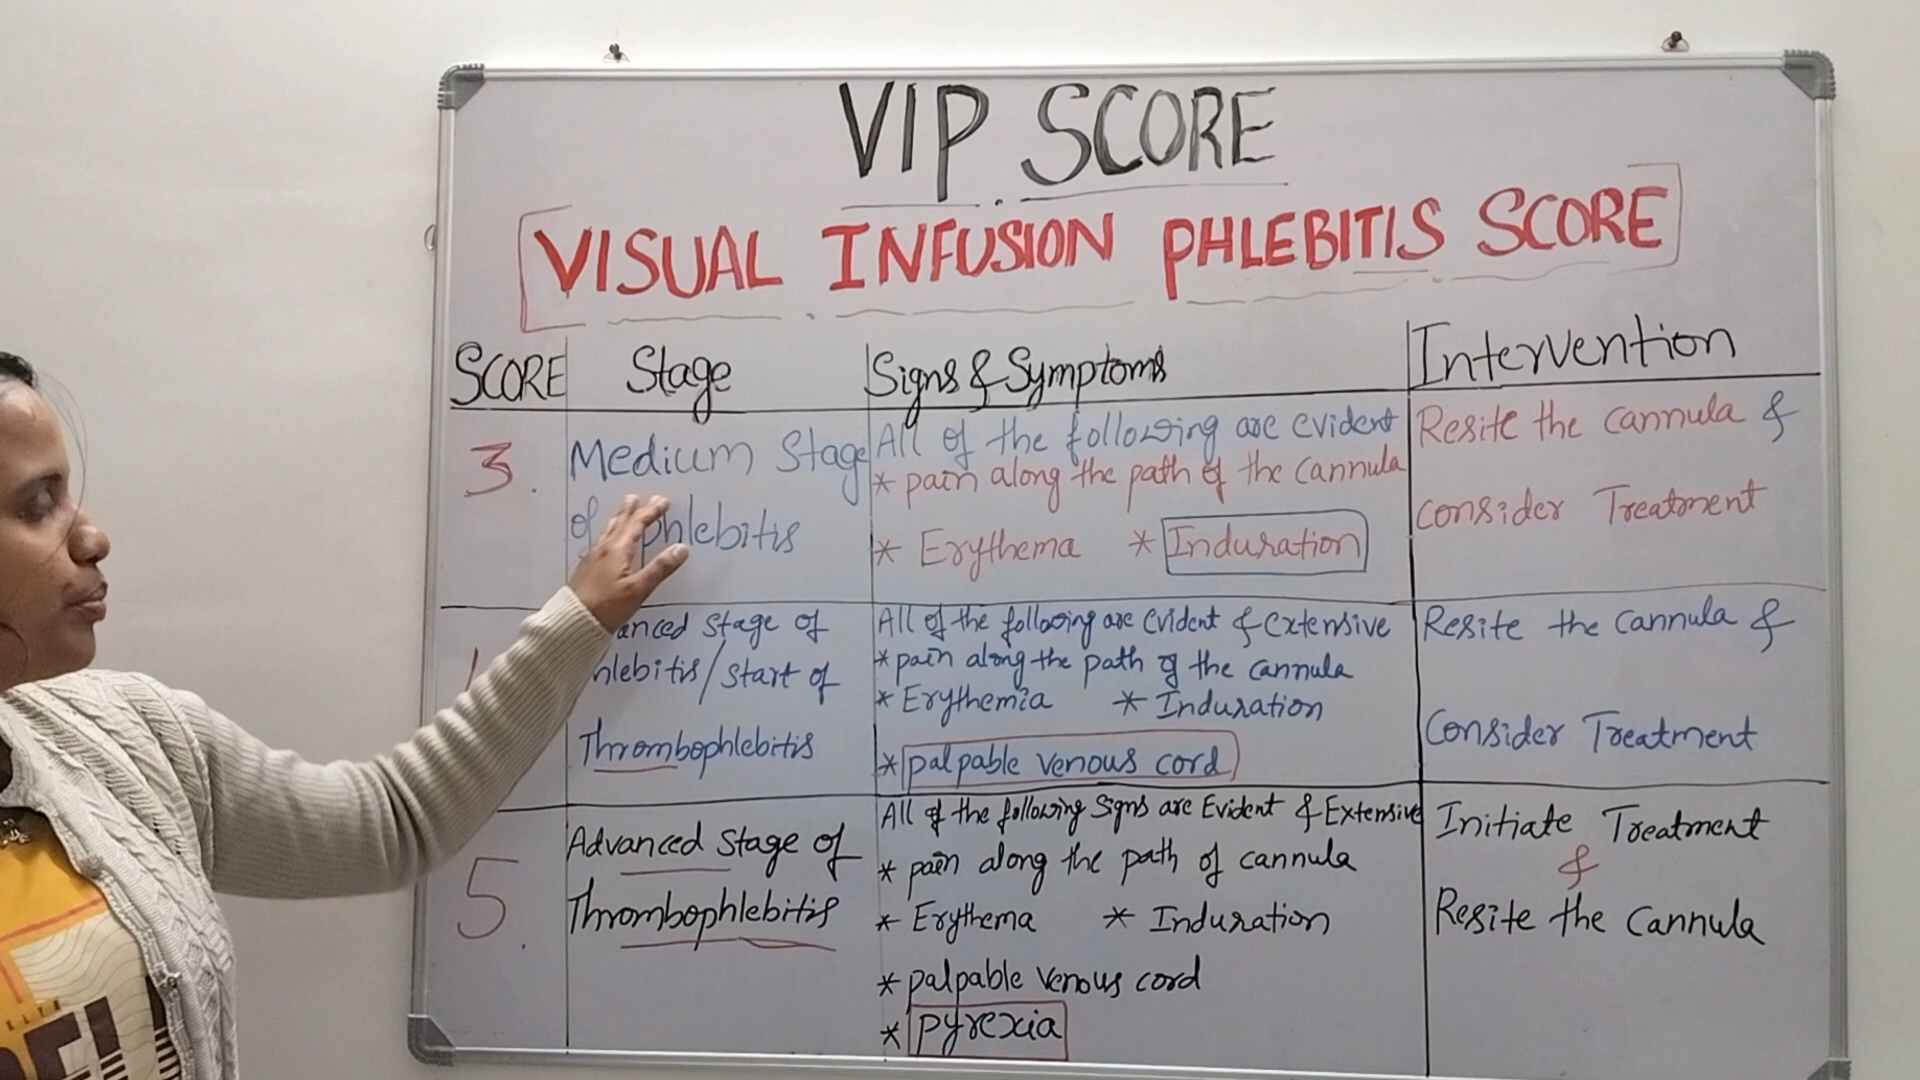 VIP SCORE
VISUAL INFUSION PHLEBITIS SCORE
SCORE Stage Signs & Symptoms Intervention
3. Medium Stage
of phlebitis
All of the following are evident
* pain along the path of the cannula
* Erythema * Induration
Resite the cannula &
consider Treatment
anced Stage of
hlebitis/start of
Thrombophlebitis
All of the following are Evident & extensive
* pain along the path of the cannula
* Erythemia * Induration
* palpable venous cord
Resite the cannula &
Consider Treatment
5. Advanced Stage of
Thrombophlebitis
All of the following Signs are Evident & Extensive
* pain along the path of cannula
* Erythema * Induration
* palpable venous cord
* pyrexia
Initiate Treatment
&
Resite the cannula